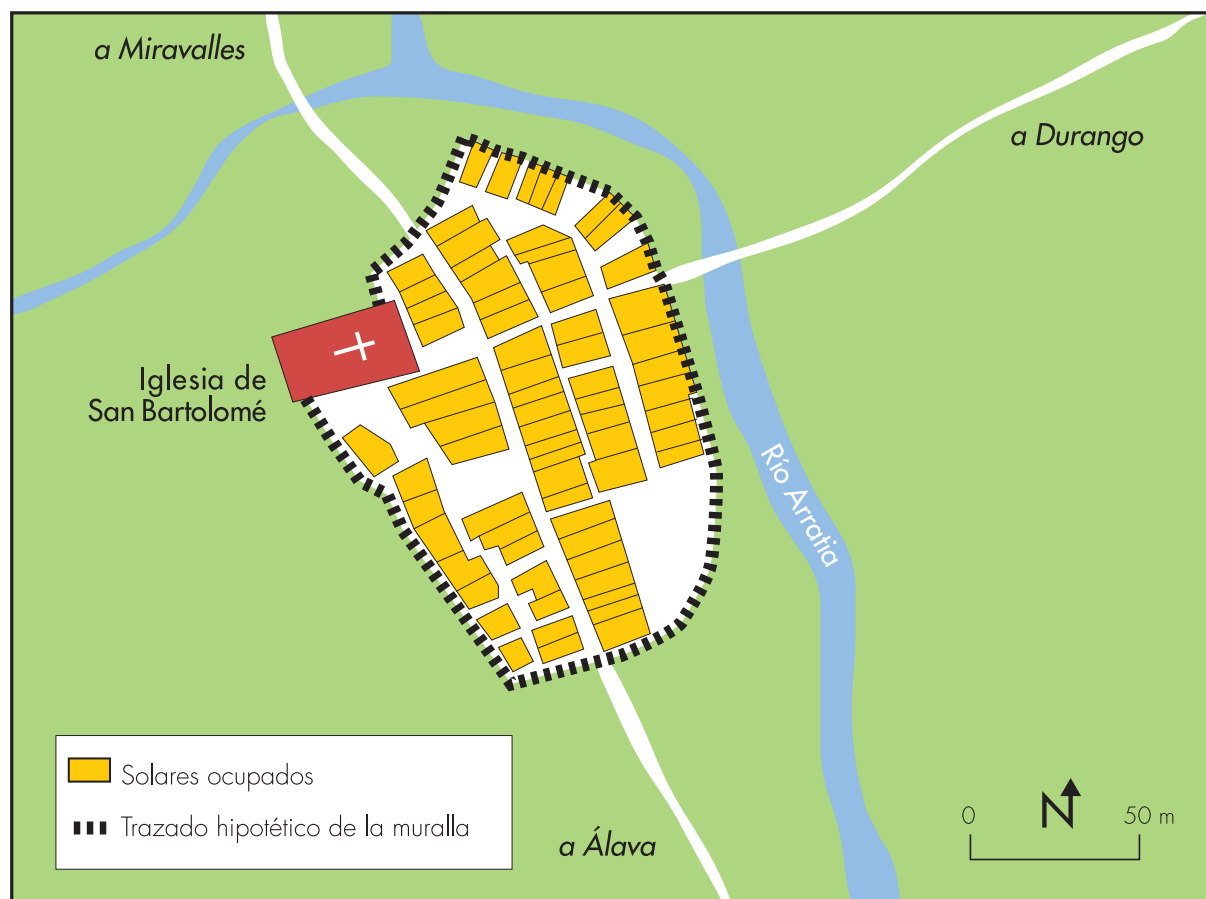 a Miravalles
a Durango
Iglesia de
San Bartolomé
Río Arratia
Solares ocupados
Trazado hipotético de la muralla
a Álava
N
0 50 m